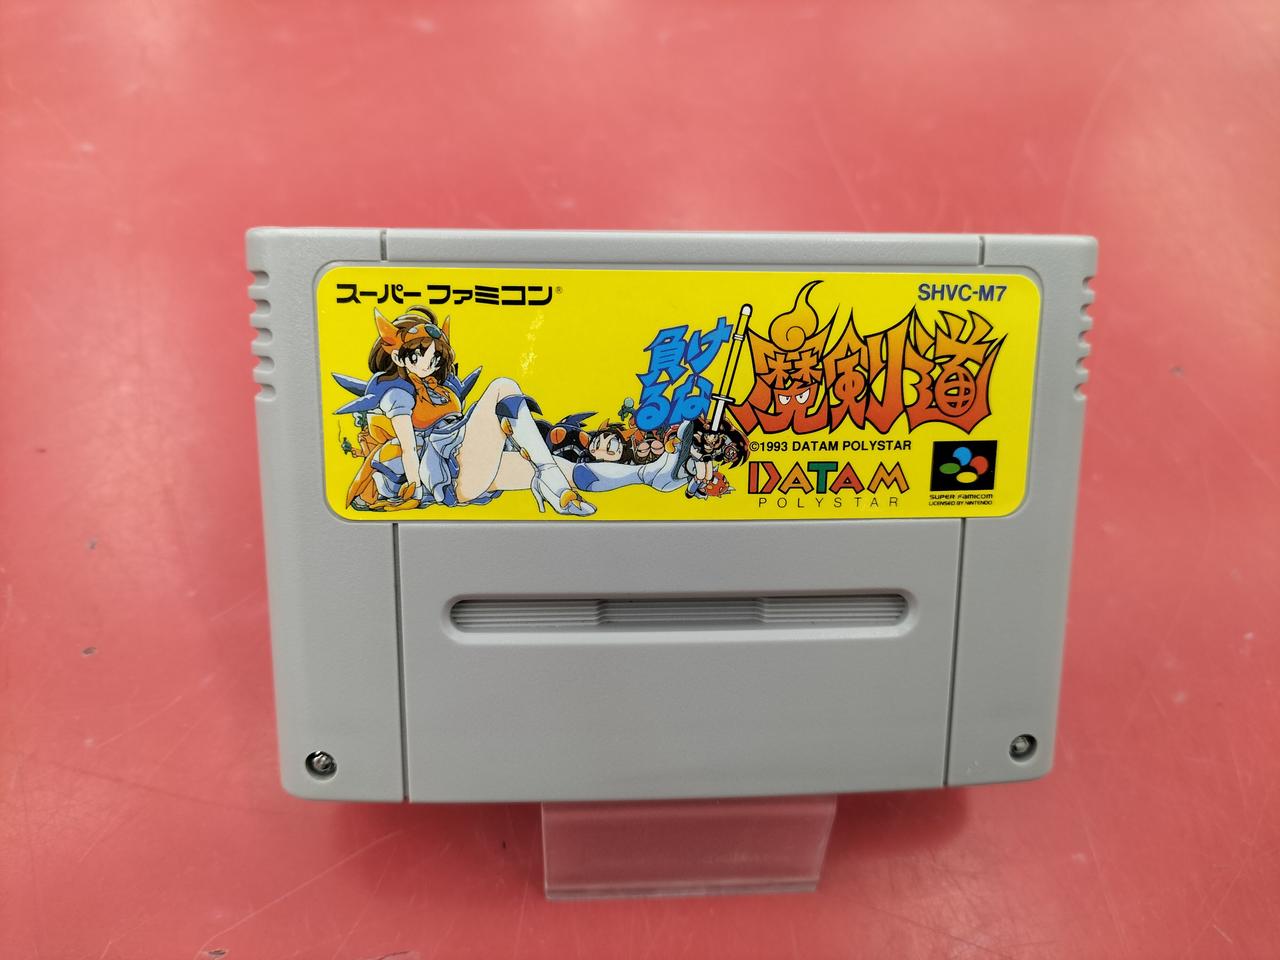 スーパーファミコン®
SHVC-M7
負けるな
魔剣道
©1993 DATAM POLYSTAR
DATAM
POLYSTAR
SUPER FAMICOM
LICENSED BY NINTENDO